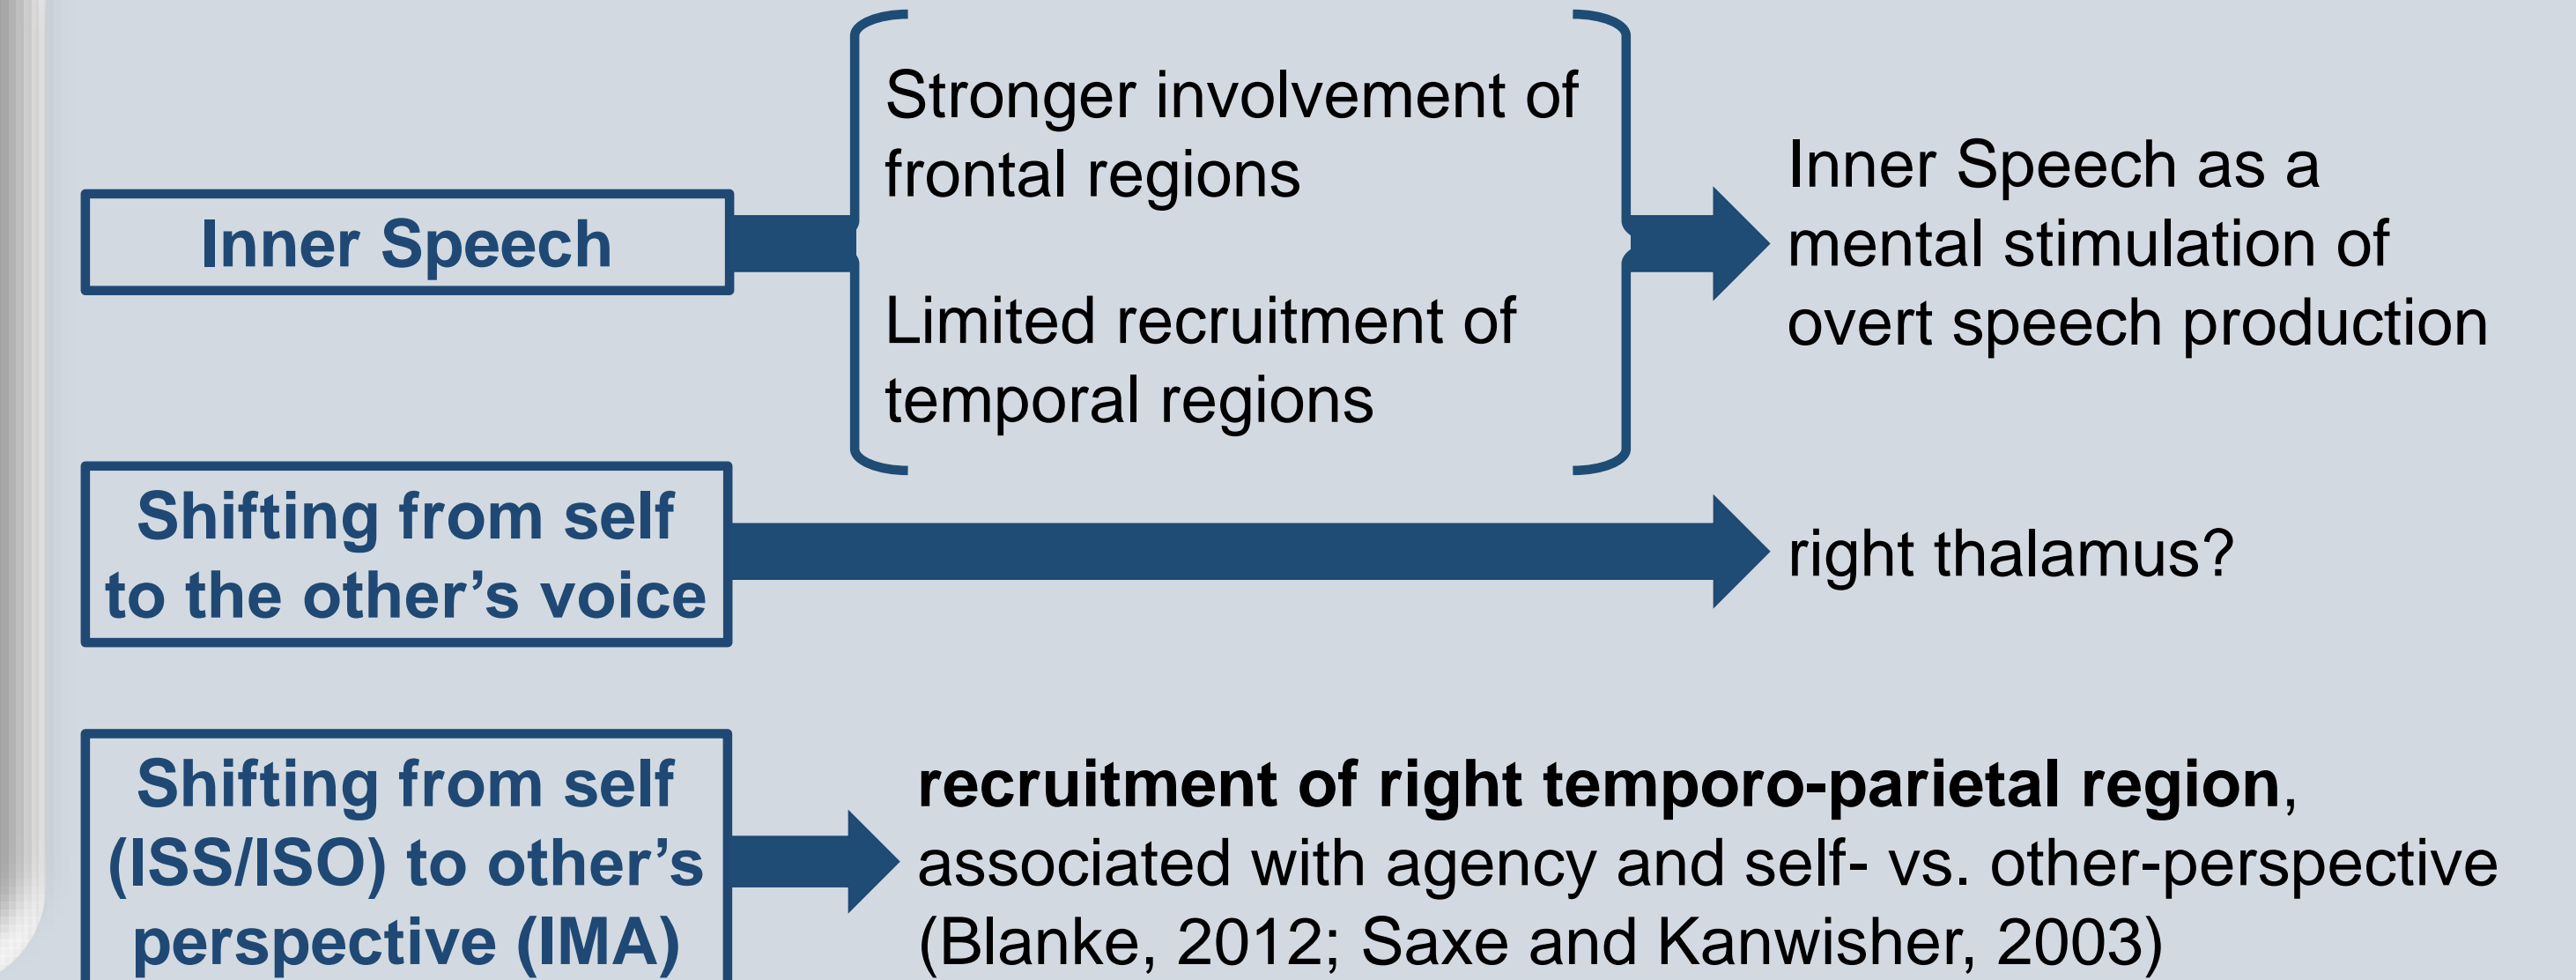 Inner Speech
Stronger involvement of
frontal regions
Limited recruitment of
temporal regions
Inner Speech as a
mental stimulation of
overt speech production
Shifting from self
to the other’s voice
right thalamus?
Shifting from self
(ISS/ISO) to other’s
perspective (IMA)
recruitment of right temporo-parietal region,
associated with agency and self- vs. other-perspective
(Blanke, 2012; Saxe and Kanwisher, 2003)